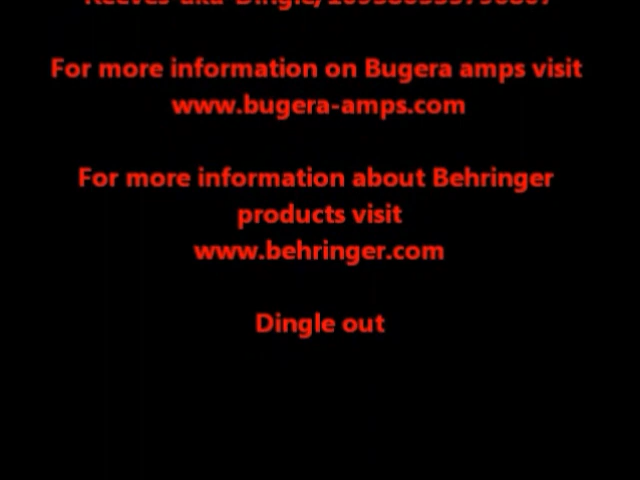 For more information on Bugera amps visit
www.bugera-amps.com
For more information about Behringer
products visit
www.behringer.com
Dingle out